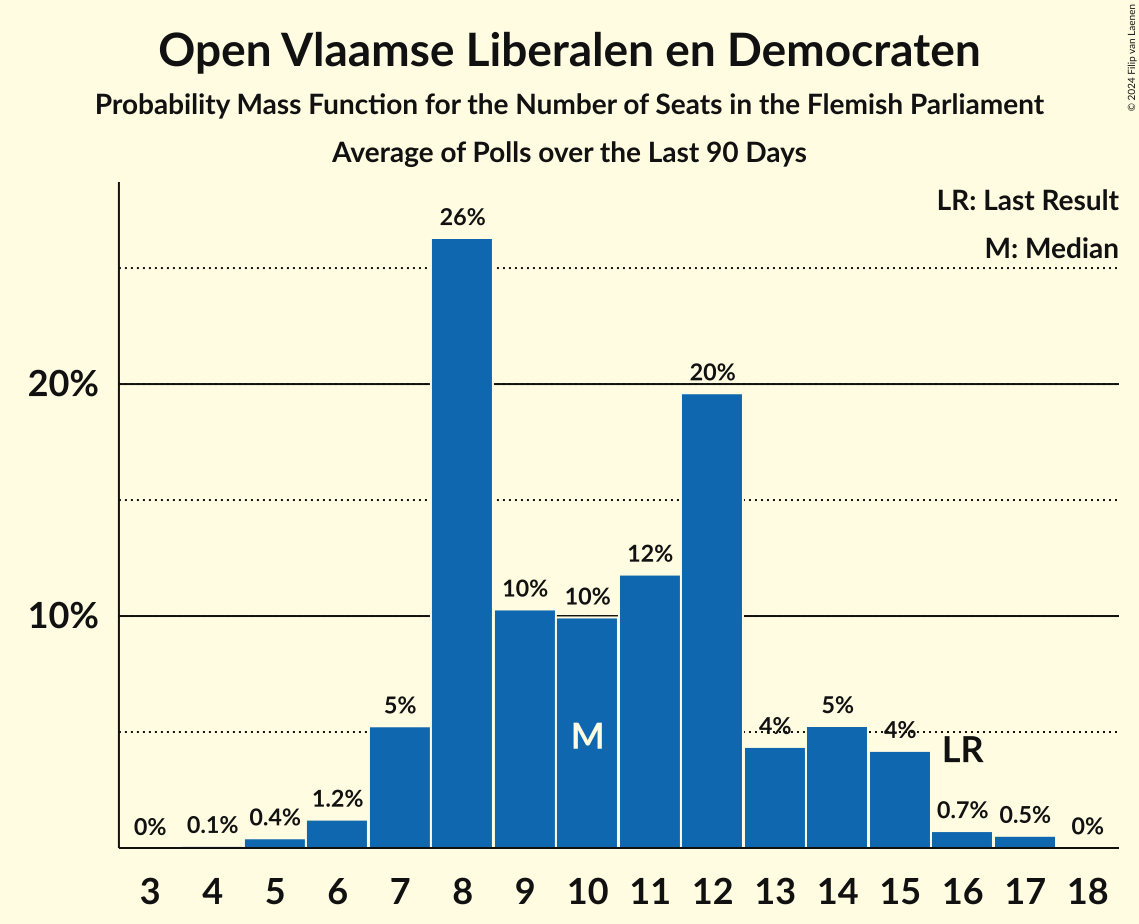 Open Vlaamse Liberalen en Democraten
Probability Mass Function for the Number of Seats in the Flemish Parliament
Average of Polls over the Last 90 Days
© 2024 Filip van Laenen
LR: Last Result
M: Median
20%
10%
0%
0.1%
0.4%
1.2%
5%
26%
10%
10%
12%
20%
4%
5%
4%
0.7%
0.5%
0%
M
LR
3 4 5 6 7 8 9 10 11 12 13 14 15 16 17 18